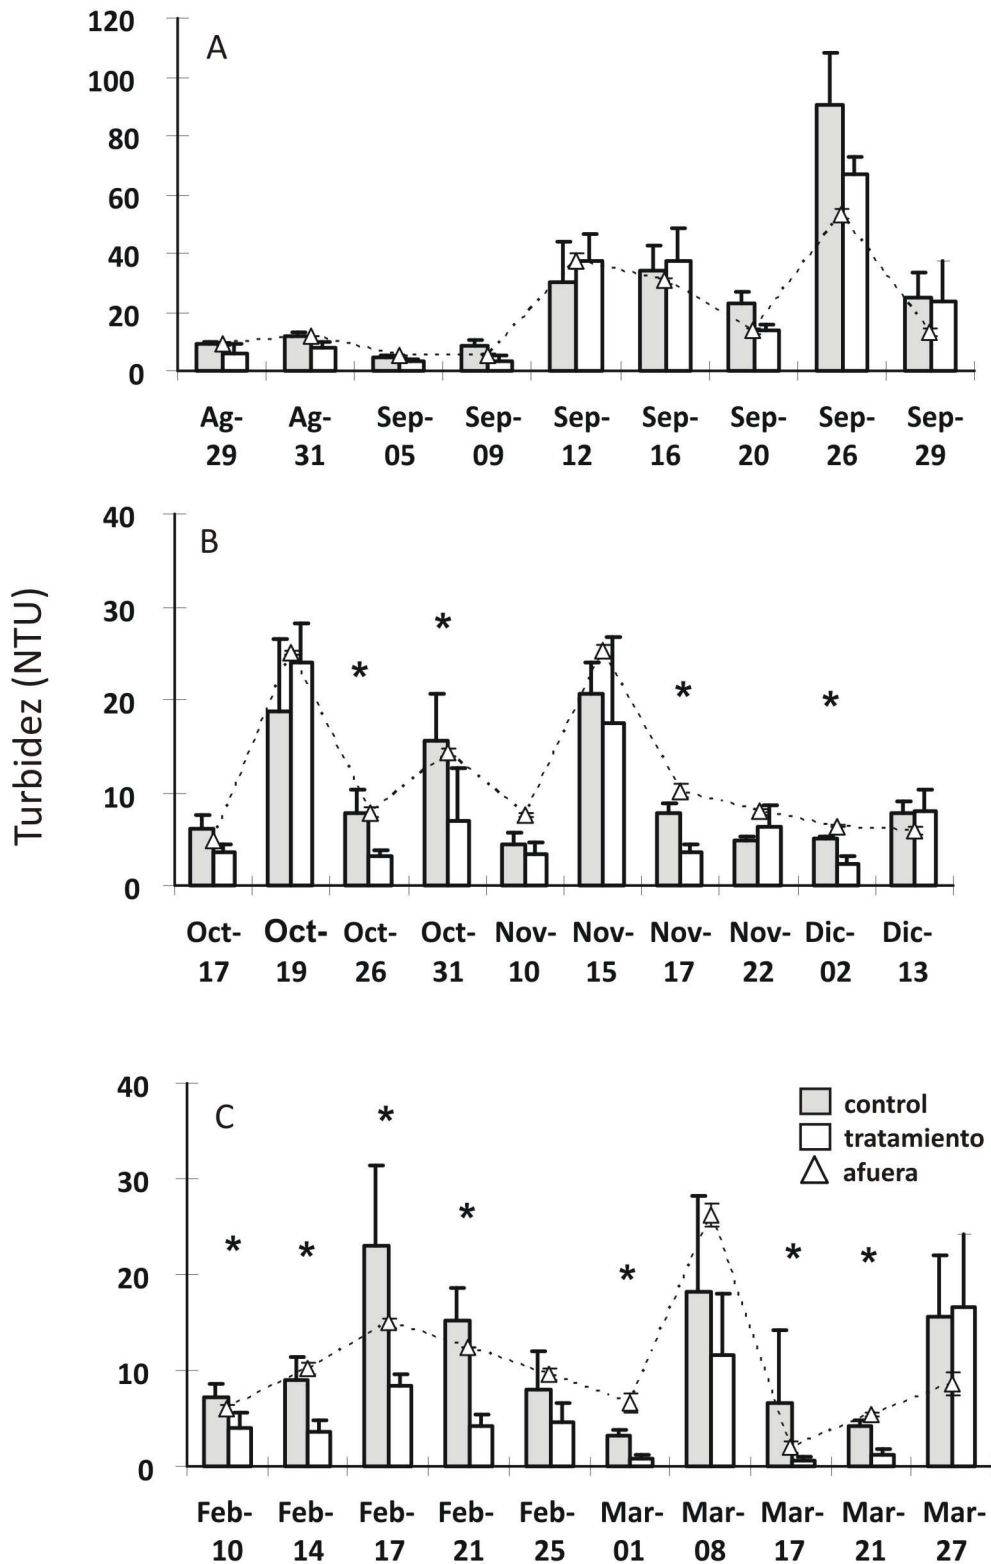 120
A
100
80
60
40
20
0
Ag- Ag- Sep- Sep- Sep- Sep- Sep- Sep- Sep-
29 31 05 09 12 16 20 26 29
Turbidez (NTU)
40
B
30
*
*
*
*
20
10
0
Oct- Oct- Oct- Oct- Nov- Nov- Nov- Nov- Dic- Dic-
17 19 26 31 10 15 17 22 02 13
40
C
*
control
tratamiento
afuera
30
*
*
*
*
*
*
20
10
0
Feb- Feb- Feb- Feb- Feb- Mar- Mar- Mar- Mar- Mar-
10 14 17 21 25 01 08 17 21 27